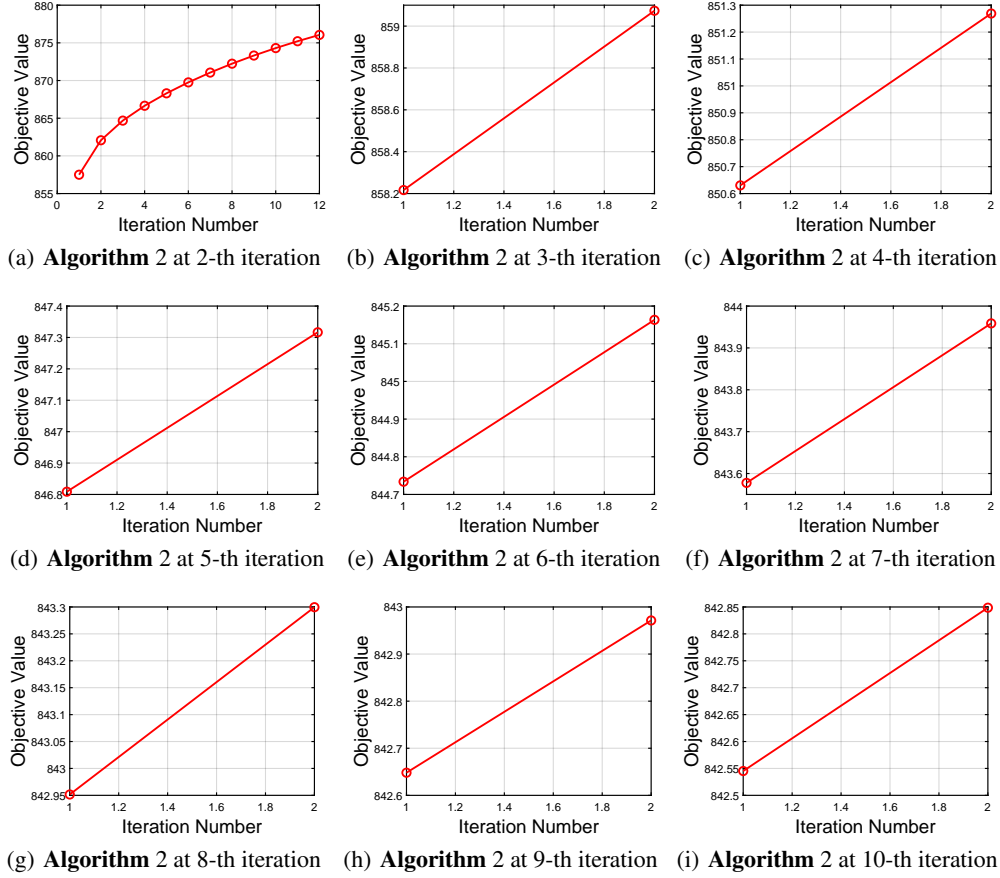 880
875
870
865
860
855
Objective Value
0 2 4 6 8 10 12
Iteration Number
(a) Algorithm 2 at 2-th iteration
859
858.8
858.6
858.4
858.2
Objective Value
1 1.2 1.4 1.6 1.8 2
Iteration Number
(b) Algorithm 2 at 3-th iteration
851.3
851.2
851.1
851
850.9
850.8
850.7
850.6
Objective Value
1 1.2 1.4 1.6 1.8 2
Iteration Number
(c) Algorithm 2 at 4-th iteration
847.4
847.3
847.2
847.1
847
846.9
846.8
Objective Value
1 1.2 1.4 1.6 1.8 2
Iteration Number
(d) Algorithm 2 at 5-th iteration
845.2
845.1
845
844.9
844.8
844.7
Objective Value
1 1.2 1.4 1.6 1.8 2
Iteration Number
(e) Algorithm 2 at 6-th iteration
844
843.9
843.8
843.7
843.6
Objective Value
1 1.2 1.4 1.6 1.8 2
Iteration Number
(f) Algorithm 2 at 7-th iteration
843.3
843.25
843.2
843.15
843.1
843.05
843
842.95
Objective Value
1 1.2 1.4 1.6 1.8 2
Iteration Number
(g) Algorithm 2 at 8-th iteration
843
842.9
842.8
842.7
842.6
Objective Value
1 1.2 1.4 1.6 1.8 2
Iteration Number
(h) Algorithm 2 at 9-th iteration
842.85
842.8
842.75
842.7
842.65
842.6
842.55
842.5
Objective Value
1 1.2 1.4 1.6 1.8 2
Iteration Number
(i) Algorithm 2 at 10-th iteration